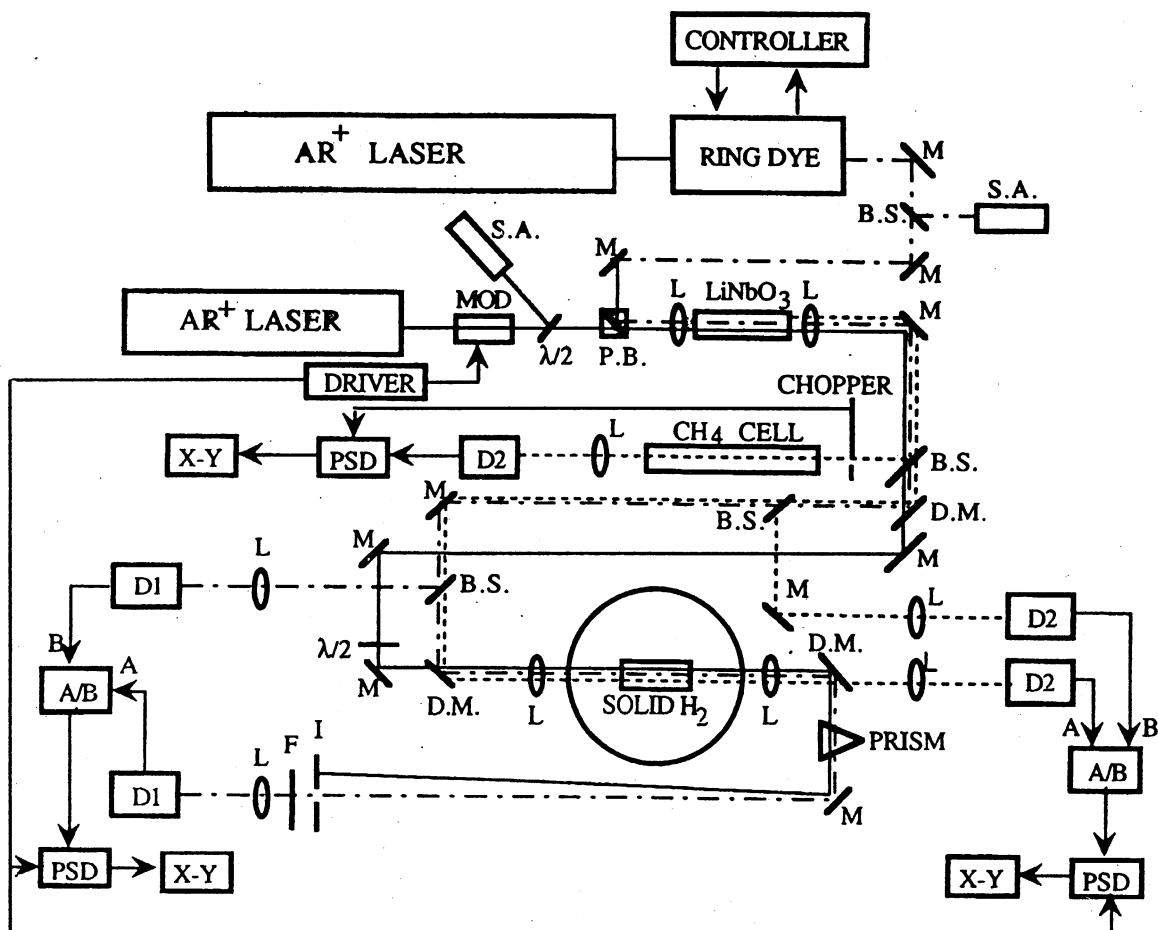 CONTROLLER
AR+ LASER
RING DYE
M
S.A.
B.S.
S.A.
M
M
MOD
L
LiNbO3
L
M
AR+ LASER
λ/2
P.B.
DRIVER
CHOPPER
L
CH4 CELL
X-Y
PSD
D2
B.S.
M
B.S.
D.M.
M
M
L
D1
B.S.
M
L
D2
B
λ/2
D.M.
A
A/B
M
D.M.
L
SOLID H2
L
L
D2
A
B
PRISM
F
I
L
A/B
D1
M
PSD
X-Y
X-Y
PSD